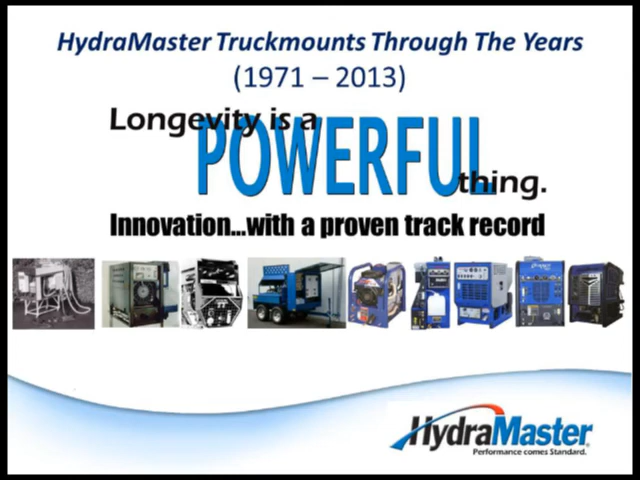 HydraMaster Truckmounts Through The Years
(1971 – 2013)
Longevity is a
POWERFUL
thing.
Innovation...with a proven track record
HydraMaster®
Performance comes Standard.